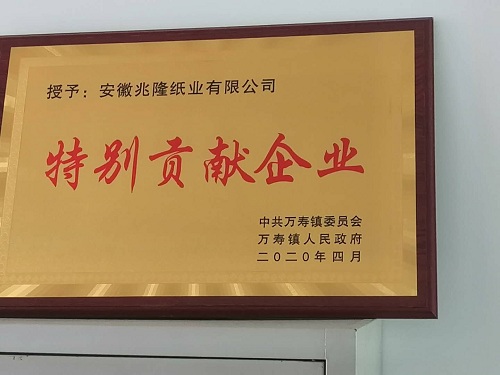 授予：安徽兆隆纸业有限公司
特别贡献企业
中共万寿镇委员会
万寿镇人民政府
二〇二〇年四月